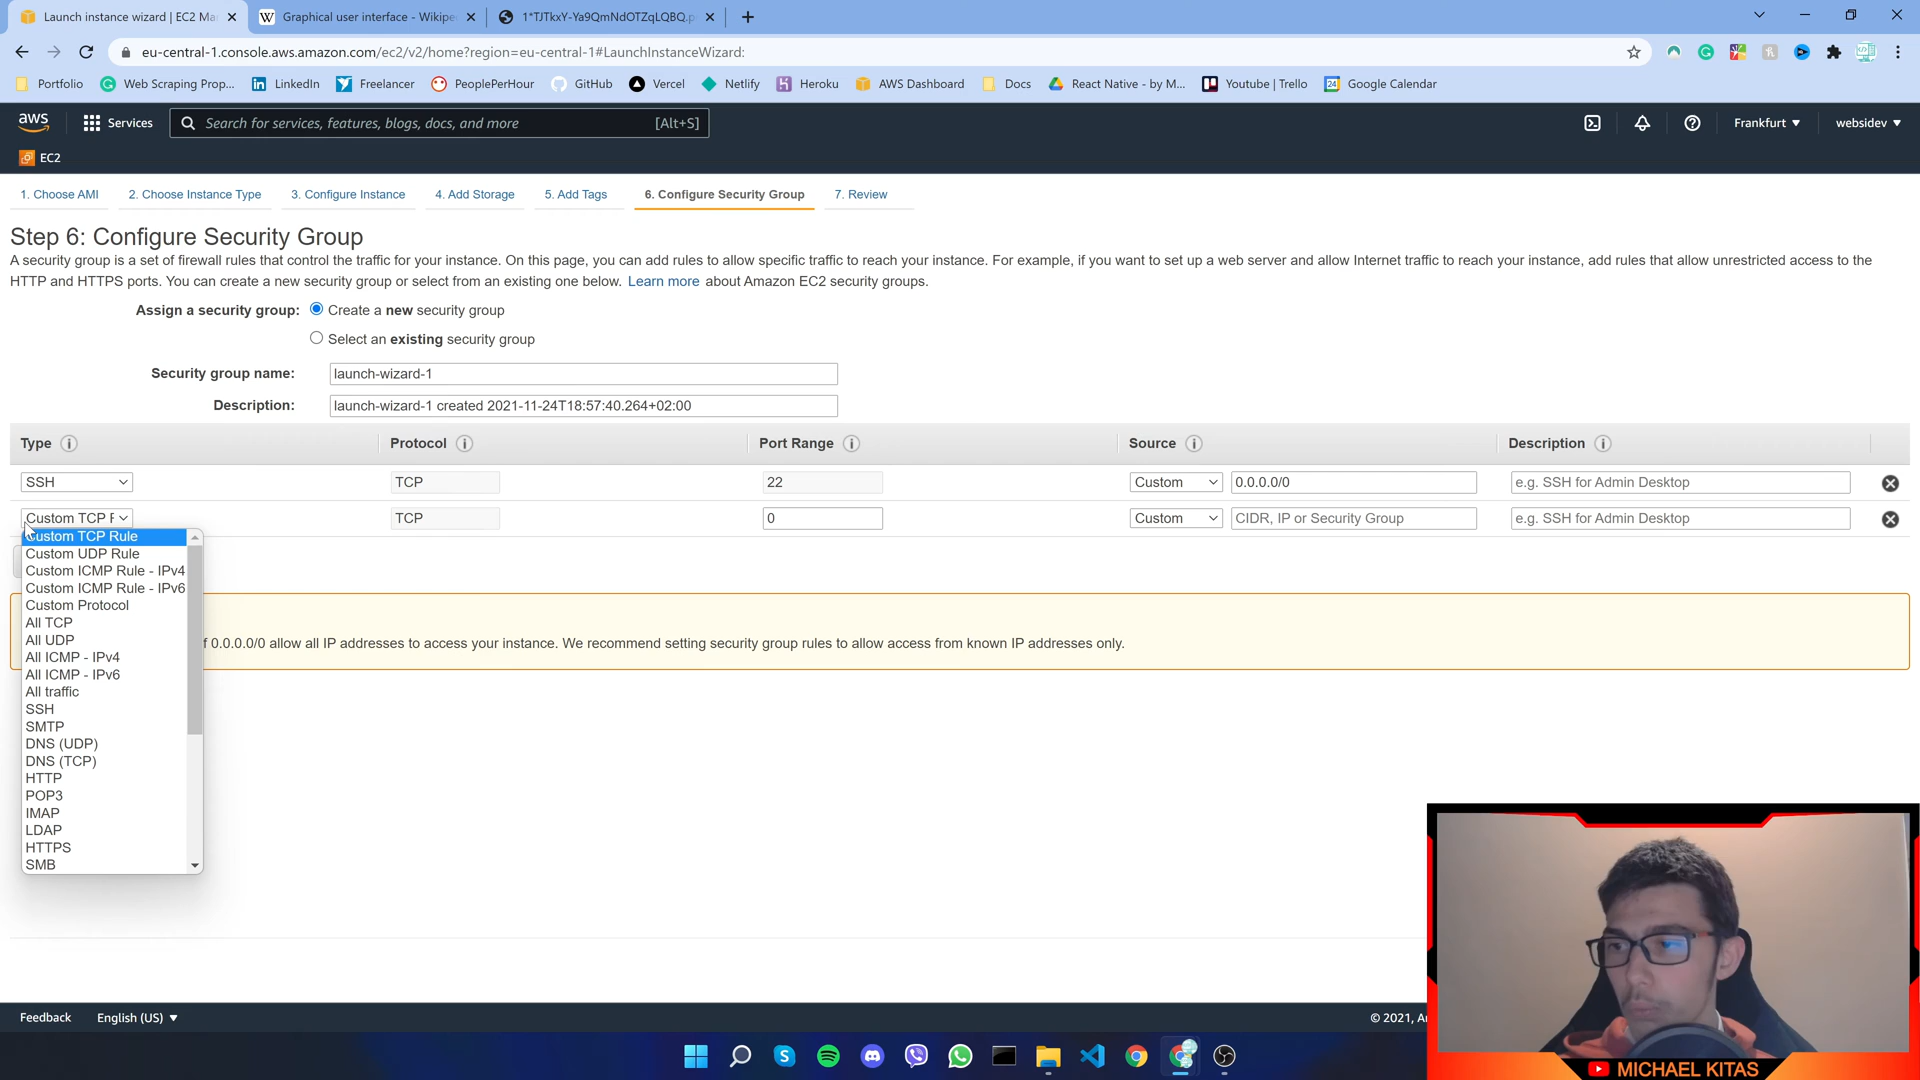 Launch instance wizard | EC2 Ma
Graphical user interface - Wikipe
1*TJTkxY-Ya9QmNdOTZqLQBQ.p
eu-central-1.console.aws.amazon.com/ec2/v2/home?region=eu-central-1#LaunchInstanceWizard:
Portfolio
Web Scraping Prop...
LinkedIn
Freelancer
PeoplePerHour
GitHub
Vercel
Netlify
Heroku
AWS Dashboard
Docs
React Native - by M...
Youtube | Trello
Google Calendar
aws
Services
Search for services, features, blogs, docs, and more
[Alt+S]
Frankfurt
websidev
EC2
1. Choose AMI
2. Choose Instance Type
3. Configure Instance
4. Add Storage
5. Add Tags
6. Configure Security Group
7. Review
Step 6: Configure Security Group
A security group is a set of firewall rules that control the traffic for your instance. On this page, you can add rules to allow specific traffic to reach your instance. For example, if you want to set up a web server and allow Internet traffic to reach your instance, add rules that allow unrestricted access to the
HTTP and HTTPS ports. You can create a new security group or select from an existing one below. Learn more about Amazon EC2 security groups.
Assign a security group:
Create a new security group
Select an existing security group
Security group name:
launch-wizard-1
Description:
launch-wizard-1 created 2021-11-24T18:57:40.264+02:00
Type
Protocol
Port Range
Source
Description
SSH
TCP
22
Custom
0.0.0.0/0
e.g. SSH for Admin Desktop
Custom TCP F
TCP
0
Custom
CIDR, IP or Security Group
e.g. SSH for Admin Desktop
Custom TCP Rule
Custom UDP Rule
Custom ICMP Rule - IPv4
Custom ICMP Rule - IPv6
Custom Protocol
All TCP
All UDP
All ICMP - IPv4
All ICMP - IPv6
All traffic
SSH
SMTP
DNS (UDP)
DNS (TCP)
HTTP
POP3
IMAP
LDAP
HTTPS
SMB
f 0.0.0.0/0 allow all IP addresses to access your instance. We recommend setting security group rules to allow access from known IP addresses only.
Feedback
English (US)
© 2021, A
MICHAEL KITAS